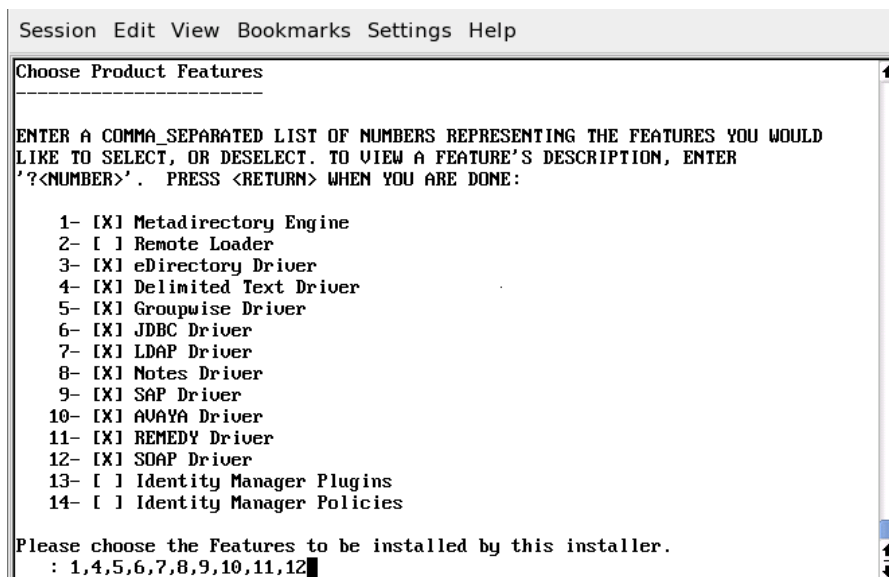 Session Edit View Bookmarks Settings Help
Choose Product Features
-----------------------
ENTER A COMMA_SEPARATED LIST OF NUMBERS REPRESENTING THE FEATURES YOU WOULD
LIKE TO SELECT, OR DESELECT. TO VIEW A FEATURE'S DESCRIPTION, ENTER
'?<NUMBER>'. PRESS <RETURN> WHEN YOU ARE DONE:
1- [X] Metadirectory Engine
2- [ ] Remote Loader
3- [X] eDirectory Driver
4- [X] Delimited Text Driver
5- [X] Groupwise Driver
6- [X] JDBC Driver
7- [X] LDAP Driver
8- [X] Notes Driver
9- [X] SAP Driver
10- [X] AVAYA Driver
11- [X] REMEDY Driver
12- [X] SOAP Driver
13- [ ] Identity Manager Plugins
14- [ ] Identity Manager Policies
Please choose the Features to be installed by this installer.
: 1,4,5,6,7,8,9,10,11,12